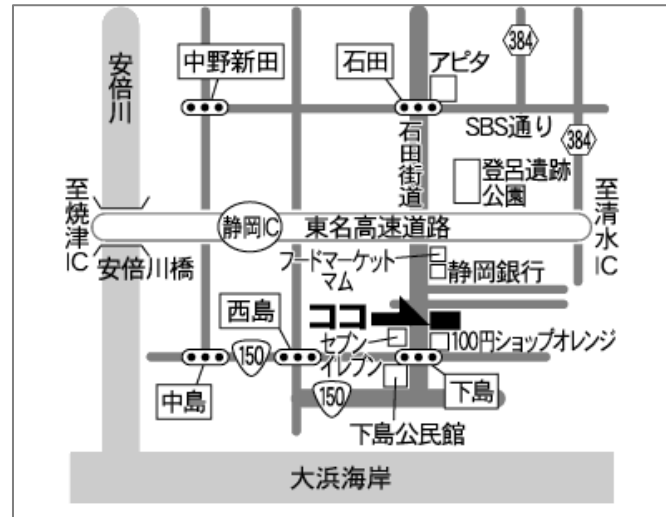 384
安倍川
中野新田
石田
アピタ
SBS通り
384
石田街道
登呂遺跡
公園
至焼津IC
静岡IC
東名高速道路
至清水IC
安倍川橋
フードマーケット
マム
静岡銀行
西島
ココ
セブン
イレブン
100円ショップオレンジ
150
中島
150
下島
下島公民館
大浜海岸